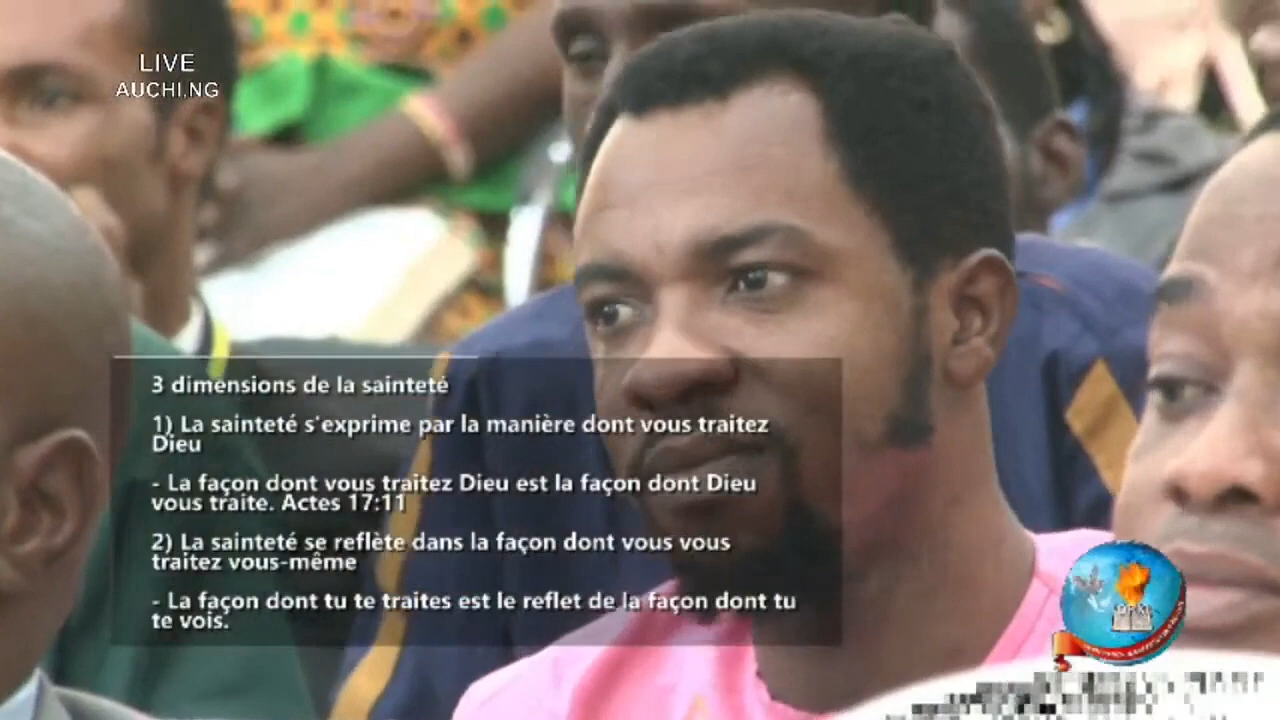 LIVE
AUCHI.NG
3 dimensions de la sainteté
1) La sainteté s'exprime par la manière dont vous traitez
Dieu
- La façon dont vous traitez Dieu est la façon dont Dieu
vous traite. Actes 17:11
2) La sainteté se reflète dans la façon dont vous vous
traitez vous-même
- La façon dont tu te traites est le reflet de la façon dont tu
te vois.